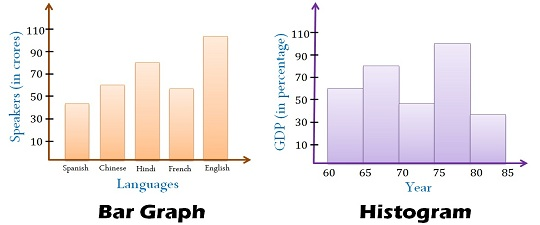 Speakers (in crores)
110
90
70
50
30
10
Spanish Chinese Hindi French English
Languages
Bar Graph
GDP (in percentage)
110
90
70
50
30
10
60 65 70 75 80 85
Year
Histogram